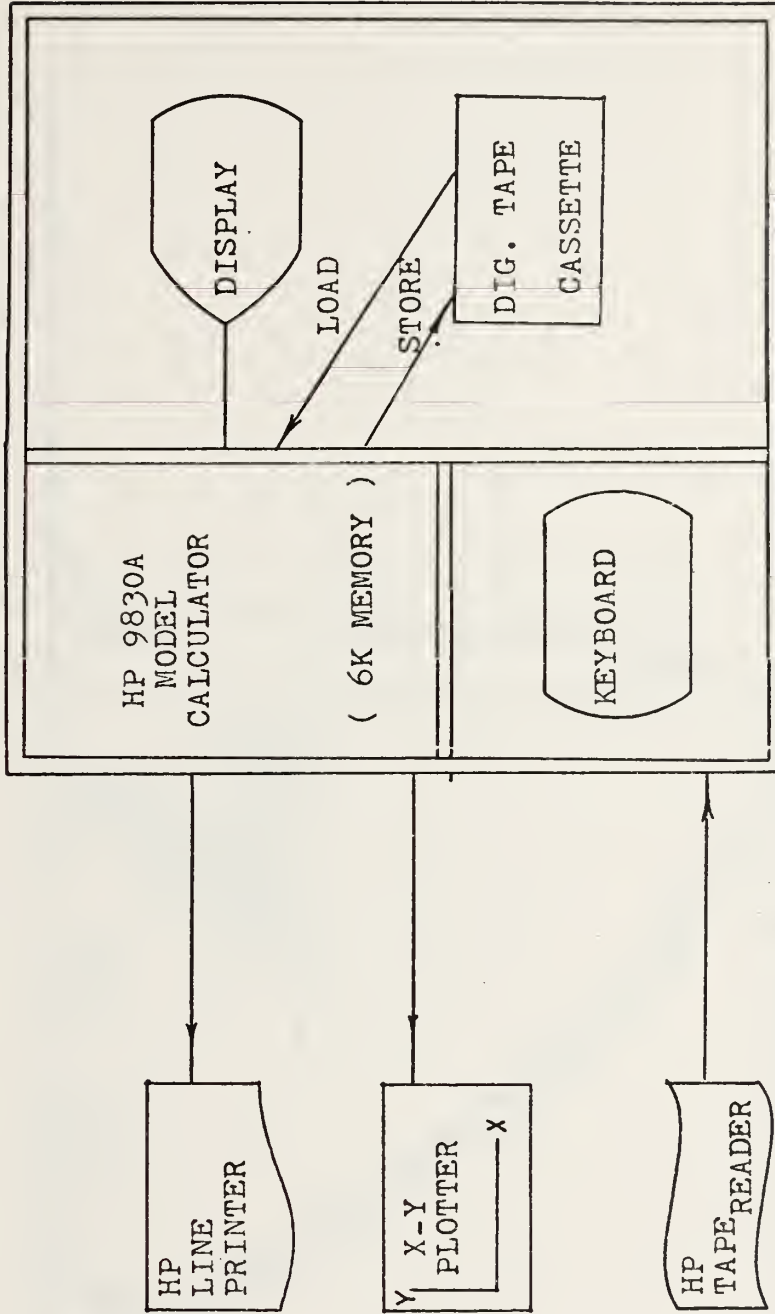 HP 9830A
MODEL
CALCULATOR
( 6K MEMORY )
KEYBOARD
DISPLAY
LOAD
STORE
DIG. TAPE
CASSETTE
HP
LINE
PRINTER
Y
X-Y
PLOTTER
X
HP
TAPE READER